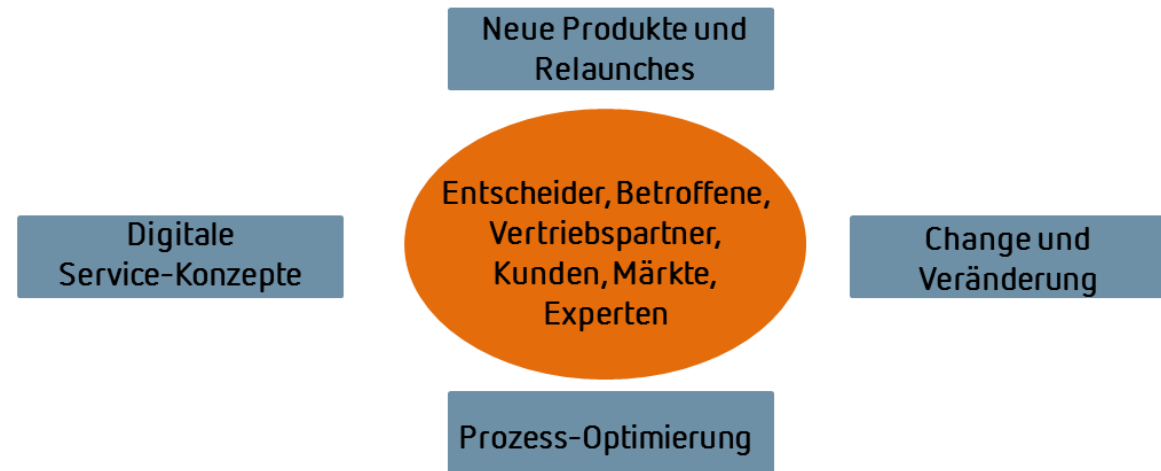 Neue Produkte und
Relaunches
Entscheider, Betroffene,
Vertriebspartner,
Kunden, Märkte,
Experten
Digitale
Service-Konzepte
Change und
Veränderung
Prozess-Optimierung